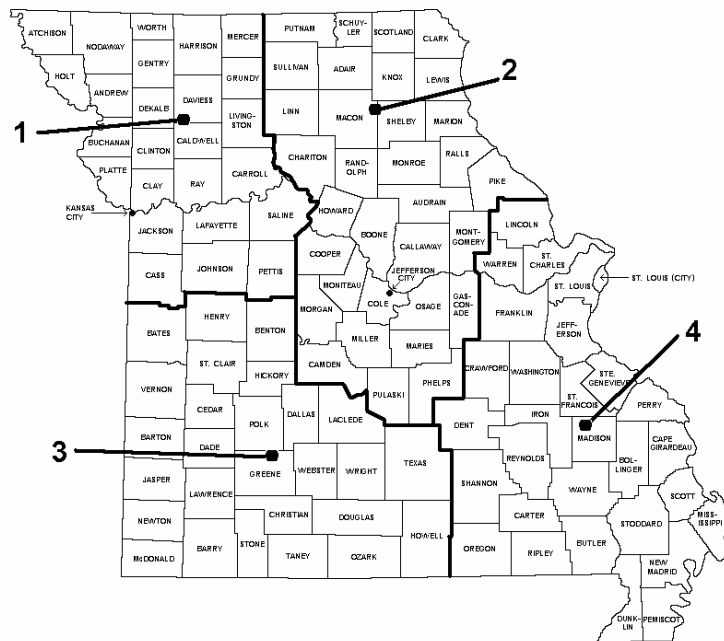 ATCHISON
NODAWAY
WORTH
HARRISON
MERCER
PUTNAM
SCHUY-
LER
SCOTLAND
CLARK
HOLT
ANDREW
GENTRY
GRUNDY
SULLIVAN
ADAIR
KNOX
LEWIS
2
DEKALB
DAVIESS
LIVING-
STON
LINN
MACON
SHELBY
MARION
1
BUCHANAN
CLINTON
CALDWELL
CHARITON
RAN-
DOLPH
MONROE
RALLS
PLATTE
CLAY
RAY
CARROLL
PIKE
KANSAS
CITY
JACKSON
LAFAYETTE
SALINE
HOWARD
BOONE
AUDRAIN
CALLAWAY
MONT-
GOMERY
LINCOLN
WARREN
ST.
CHARLES
ST. LOUIS
ST. LOUIS (CITY)
CASS
JOHNSON
PETTIS
COOPER
MONITEAU
JEFFERSON
CITY
COLE
OSAGE
GAS-
CON-
ADE
FRANKLIN
JEFF-
ERSON
BATES
HENRY
BENTON
MORGAN
MILLER
MARIES
4
VERNON
ST. CLAIR
HICKORY
CAMDEN
PULASKI
PHELPS
CRAWFORD
WASHINGTON
STE.
GENEVIEVE
ST.
FRANCOIS
PERRY
CEDAR
POLK
DALLAS
LACLEDE
DENT
IRON
MADISON
CAPE
GIRARDEAU
BOL-
LINGER
3
BARTON
DADE
GREENE
WEBSTER
WRIGHT
TEXAS
REYNOLDS
JASPER
LAWRENCE
SHANNON
WAYNE
SCOTT
MISS-
ISSIPPI
NEWTON
CHRISTIAN
DOUGLAS
HOWELL
CARTER
STODDARD
McDONALD
BARRY
STONE
TANEY
OZARK
OREGON
RIPLEY
BUTLER
NEW
MADRID
DUNK-
LIN
PEMISCOT